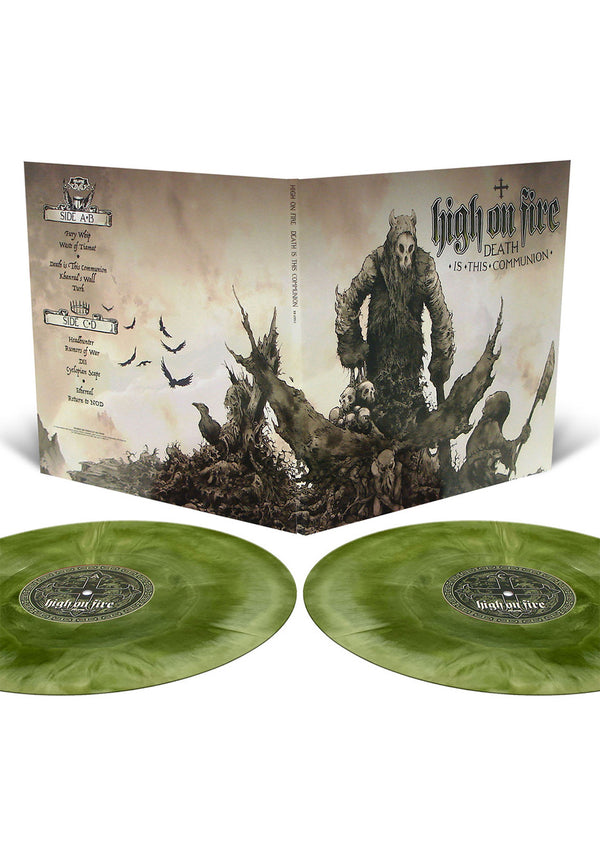 SIDE A•B
Fury Whip
Waste of Tiamat
Death is This Communion
Khanrad's Wall
Turk
SIDE C•D
Headhunter
Rumors of War
DII
Cyclopian Scape
Ethereal
Return to NOD
HIGH ON FIRE DEATH IS THIS COMMUNION
high on fire
DEATH
•IS•THIS•COMMUNION•
high on fire
high on fire